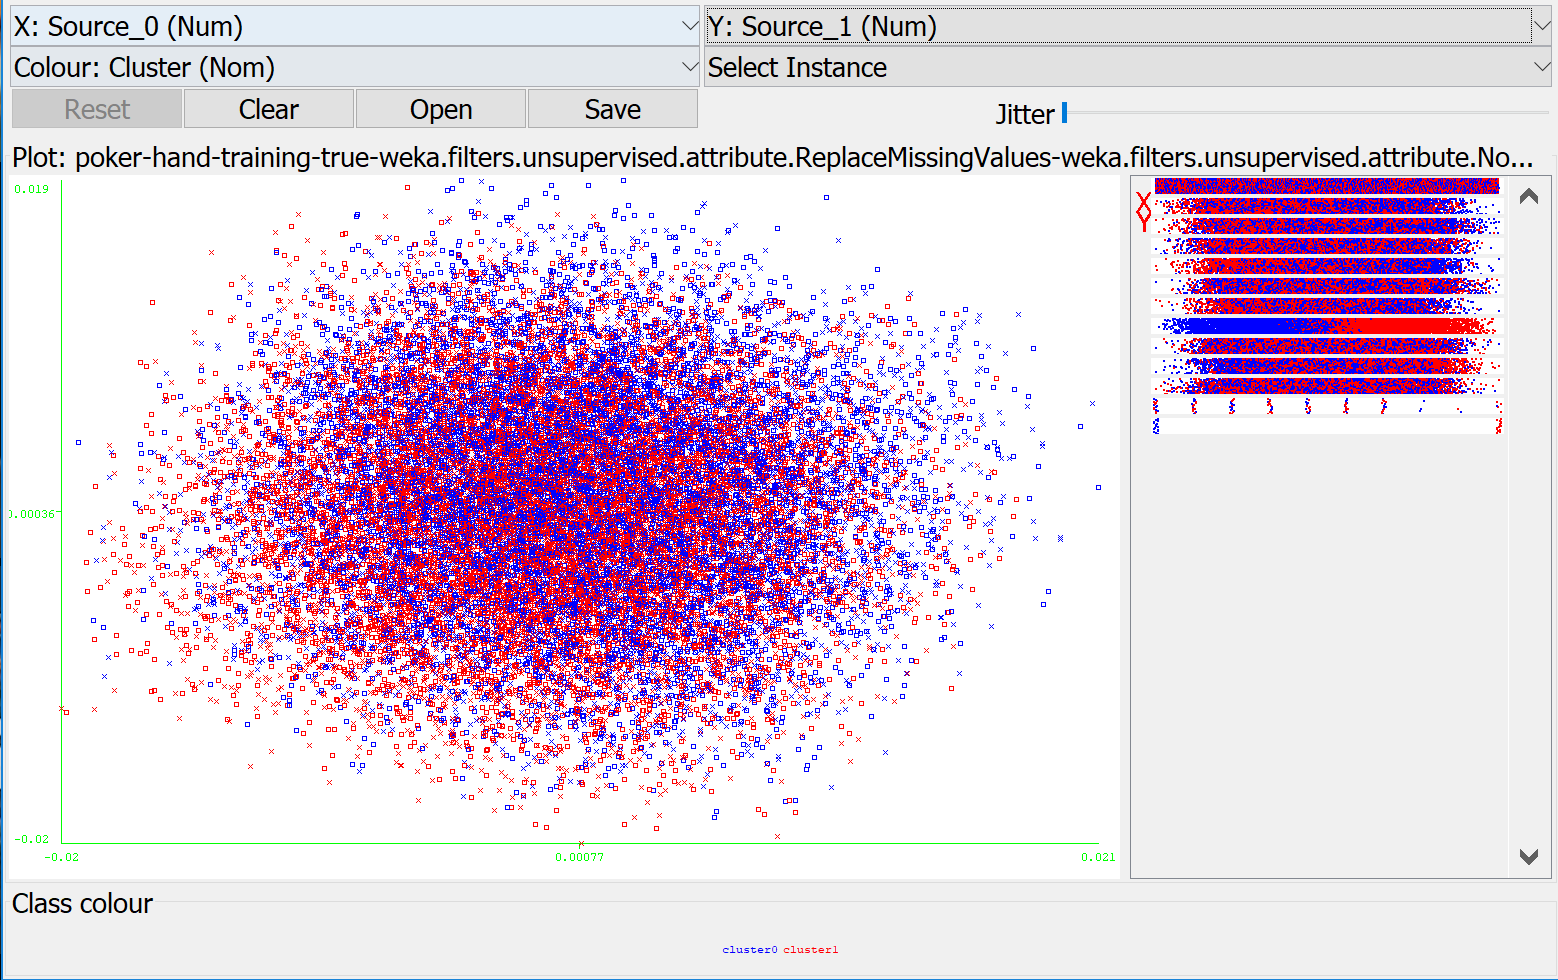 X: Source_0 (Num)
Y: Source_1 (Num)
Colour: Cluster (Nom)
Select Instance
Reset
Clear
Open
Save
Jitter
Plot: poker-hand-training-true-weka.filters.unsupervised.attribute.ReplaceMissingValues-weka.filters.unsupervised.attribute.No...
0.019
X
Y
0.00036
-0.02
-0.02
0.00077
0.021
Class colour
cluster0 cluster1